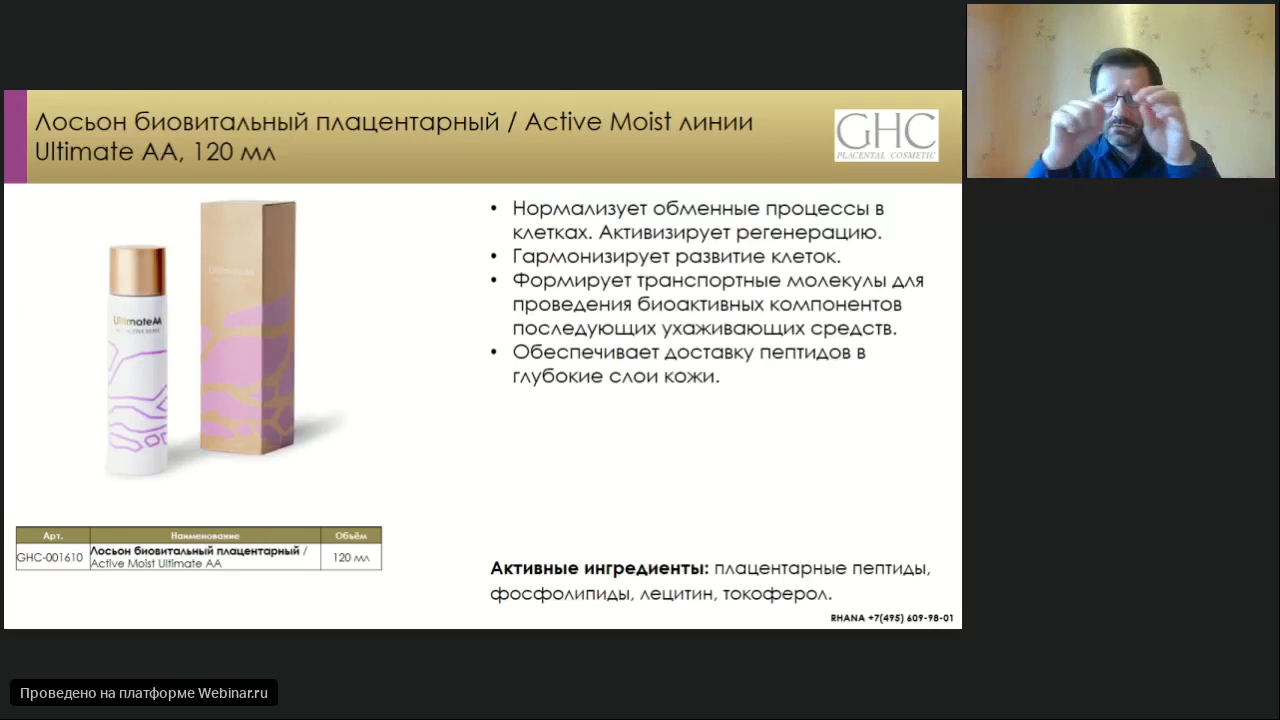 Лосьон биовитальный плацентарный / Active Moist линии
Ultimate AA, 120 мл
GHC
PLACENTAL COSMETIC
• Нормализует обменные процессы в
клетках. Активизирует регенерацию.
• Гармонизирует развитие клеток.
• Формирует транспортные молекулы для
проведения биоактивных компонентов
последующих ухаживающих средств.
• Обеспечивает доставку пептидов в
глубокие слои кожи.
UltimateAA
Арт. Наименование Объём
GHC-001610 Лосьон биовитальный плацентарный /
Active Moist Ultimate AA 120 мл
Активные ингредиенты: плацентарные пептиды,
фосфолипиды, лецитин, токоферол.
RHANA +7(495) 609-98-01
Проведено на платформе Webinar.ru